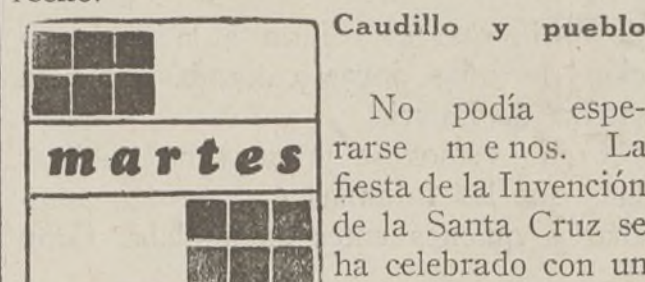 Caudillo y pueblo
martes
No podía espe-
rarse menos. La
fiesta de la Invención
de la Santa Cruz se
ha celebrado con un